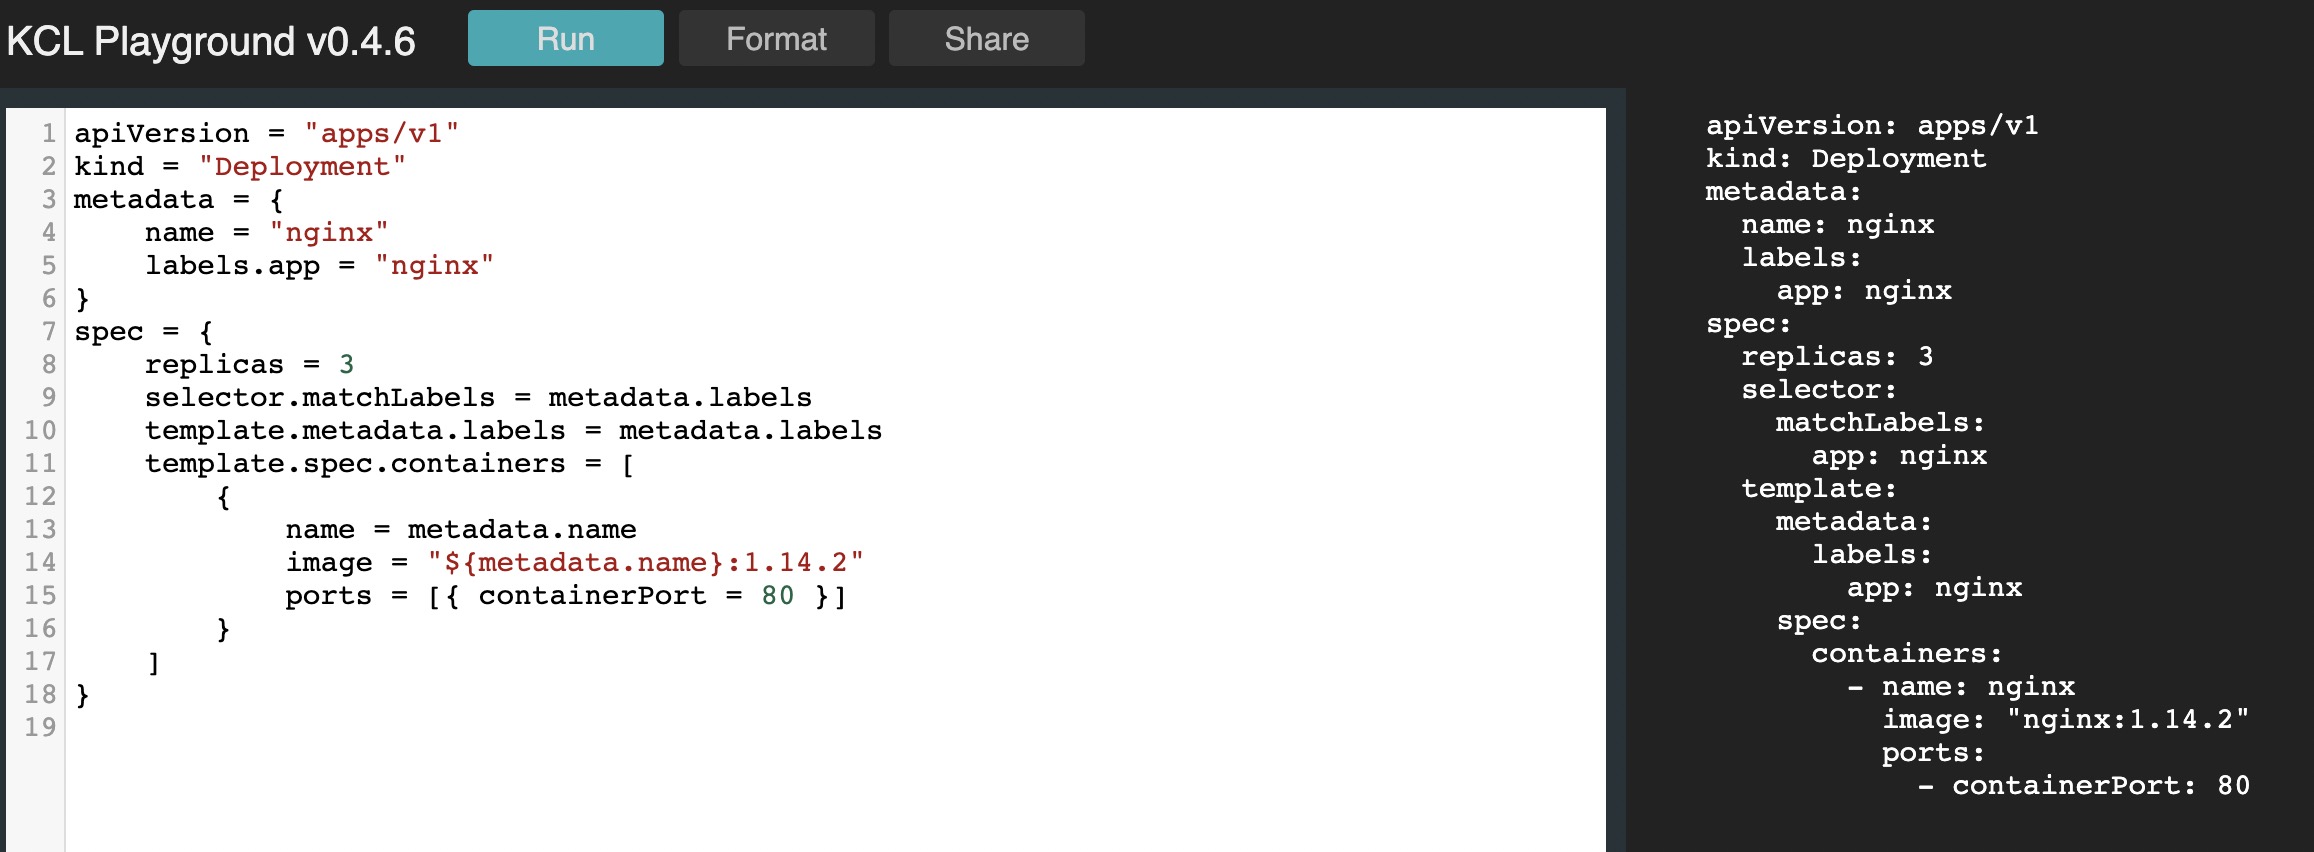 KCL Playground v0.4.6 Run Format Share
1 apiVersion = "apps/v1"
2 kind = "Deployment"
3 metadata = {
4     name = "nginx"
5     labels.app = "nginx"
6 }
7 spec = {
8     replicas = 3
9     selector.matchLabels = metadata.labels
10     template.metadata.labels = metadata.labels
11     template.spec.containers = [
12         {
13             name = metadata.name
14             image = "${metadata.name}:1.14.2"
15             ports = [{ containerPort = 80 }]
16         }
17     ]
18 }
19
apiVersion: apps/v1
kind: Deployment
metadata:
  name: nginx
  labels:
    app: nginx
spec:
  replicas: 3
  selector:
    matchLabels:
      app: nginx
  template:
    metadata:
      labels:
        app: nginx
    spec:
      containers:
        - name: nginx
          image: "nginx:1.14.2"
          ports:
            - containerPort: 80